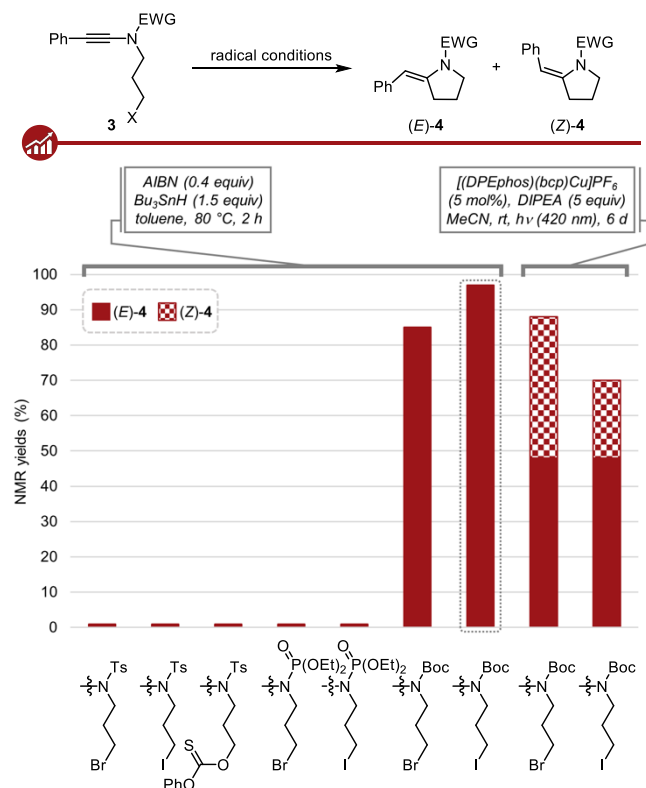 EWG
Ph
N
X
3
radical conditions
EWG
N
Ph
(E)-4
+
Ph
EWG
N
(Z)-4
AIBN (0.4 equiv)
Bu3SnH (1.5 equiv)
toluene, 80 °C, 2 h
[(DPEphos)(bcp)Cu]PF6
(5 mol%), DIPEA (5 equiv)
MeCN, rt, hν (420 nm), 6 d
(E)-4
(Z)-4
NMR yields (%)
100
90
80
70
60
50
40
30
20
10
0
Ts
N
Br
Ts
N
I
Ts
N
S
O
PhO
O
P(OEt)2
N
Br
O
P(OEt)2
N
I
Boc
N
Br
Boc
N
I
Boc
N
Br
Boc
N
I